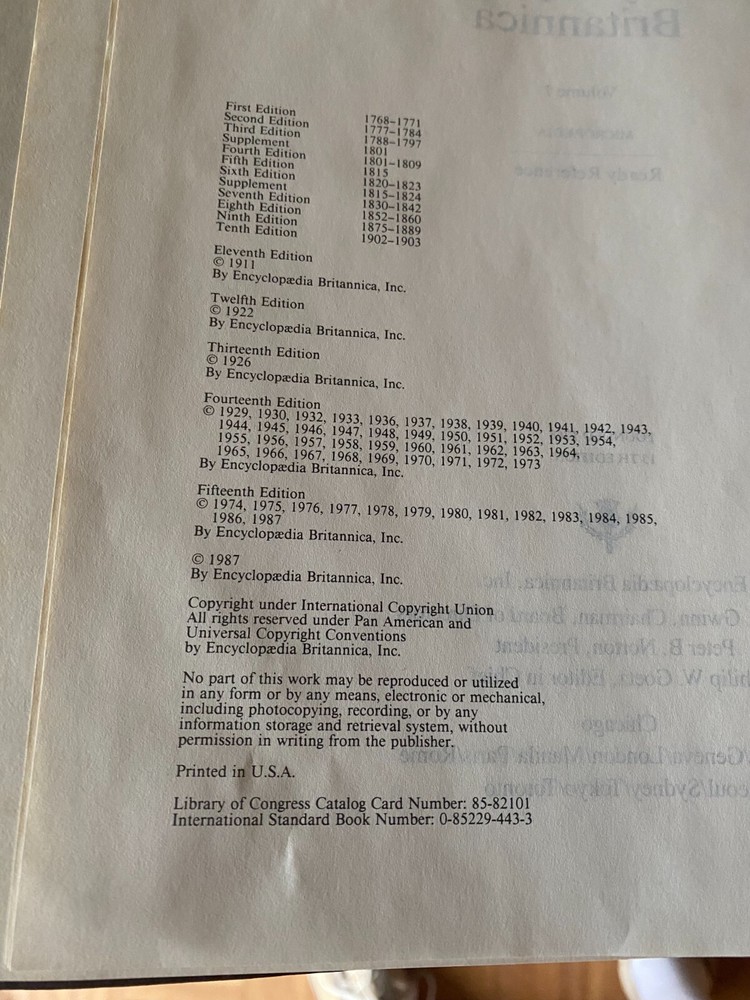 First Edition 1768–1771
Second Edition 1777–1784
Third Edition 1788–1797
Supplement 1801
Fourth Edition 1801–1809
Fifth Edition 1815
Sixth Edition 1820–1823
Supplement 1815–1824
Seventh Edition 1830–1842
Eighth Edition 1852–1860
Ninth Edition 1875–1889
Tenth Edition 1902–1903
Eleventh Edition
© 1911
By Encyclopædia Britannica, Inc.
Twelfth Edition
© 1922
By Encyclopædia Britannica, Inc.
Thirteenth Edition
© 1926
By Encyclopædia Britannica, Inc.
Fourteenth Edition
© 1929, 1930, 1932, 1933, 1936, 1937, 1938, 1939, 1940, 1941, 1942, 1943,
1944, 1945, 1946, 1947, 1948, 1949, 1950, 1951, 1952, 1953, 1954,
1955, 1956, 1957, 1958, 1959, 1960, 1961, 1962, 1963, 1964,
1965, 1966, 1967, 1968, 1969, 1970, 1971, 1972, 1973
By Encyclopædia Britannica, Inc.
Fifteenth Edition
© 1974, 1975, 1976, 1977, 1978, 1979, 1980, 1981, 1982, 1983, 1984, 1985,
1986, 1987
By Encyclopædia Britannica, Inc.
© 1987
By Encyclopædia Britannica, Inc.
Copyright under International Copyright Union
All rights reserved under Pan American and
Universal Copyright Conventions
by Encyclopædia Britannica, Inc.
No part of this work may be reproduced or utilized
in any form or by any means, electronic or mechanical,
including photocopying, recording, or by any
information storage and retrieval system, without
permission in writing from the publisher.
Printed in U.S.A.
Library of Congress Catalog Card Number: 85-82101
International Standard Book Number: 0-85229-443-3